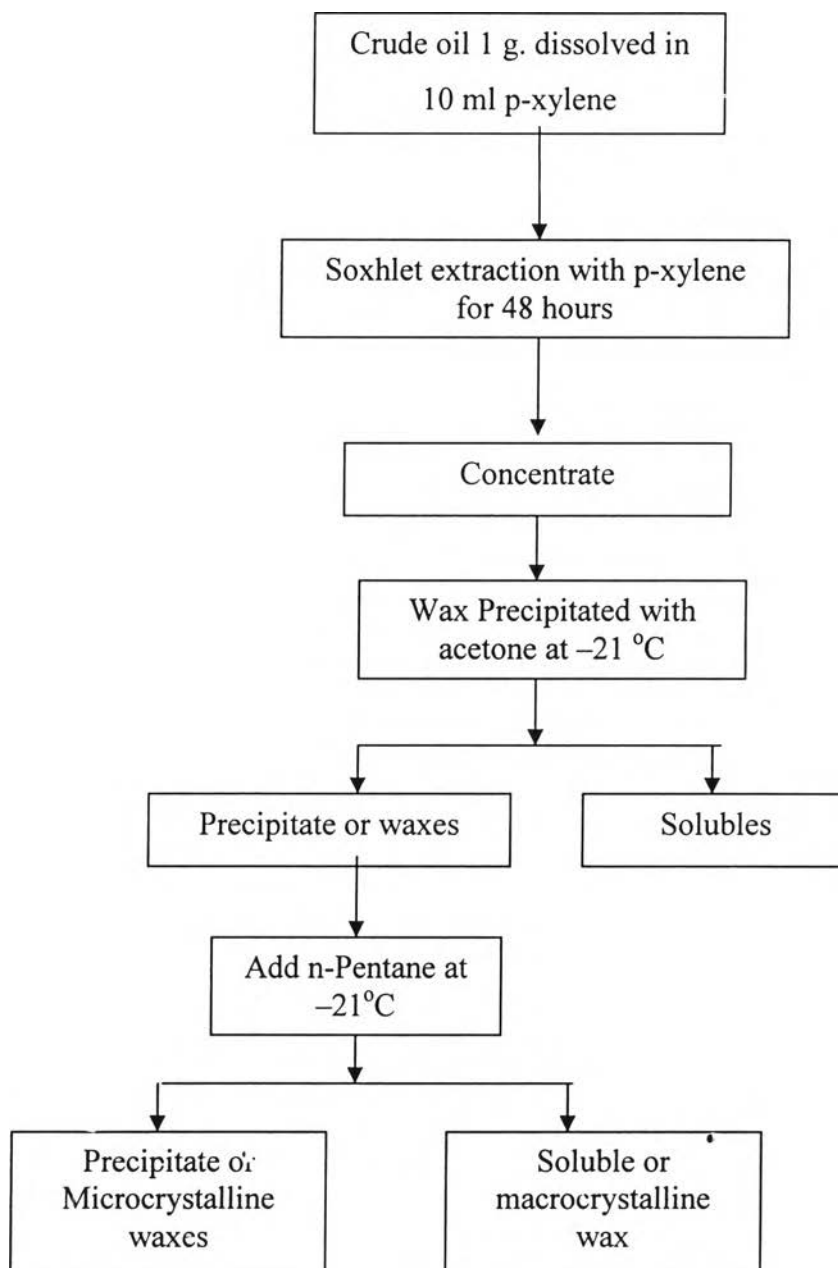 Crude oil 1 g. dissolved in
10 ml p-xylene
Soxhlet extraction with p-xylene
for 48 hours
Concentrate
Wax Precipitated with
acetone at –21 °C
Precipitate or waxes
Solubles
Add n-Pentane at
–21°C
Precipitate or
Microcrystalline
waxes
Soluble or
macrocrystalline
wax